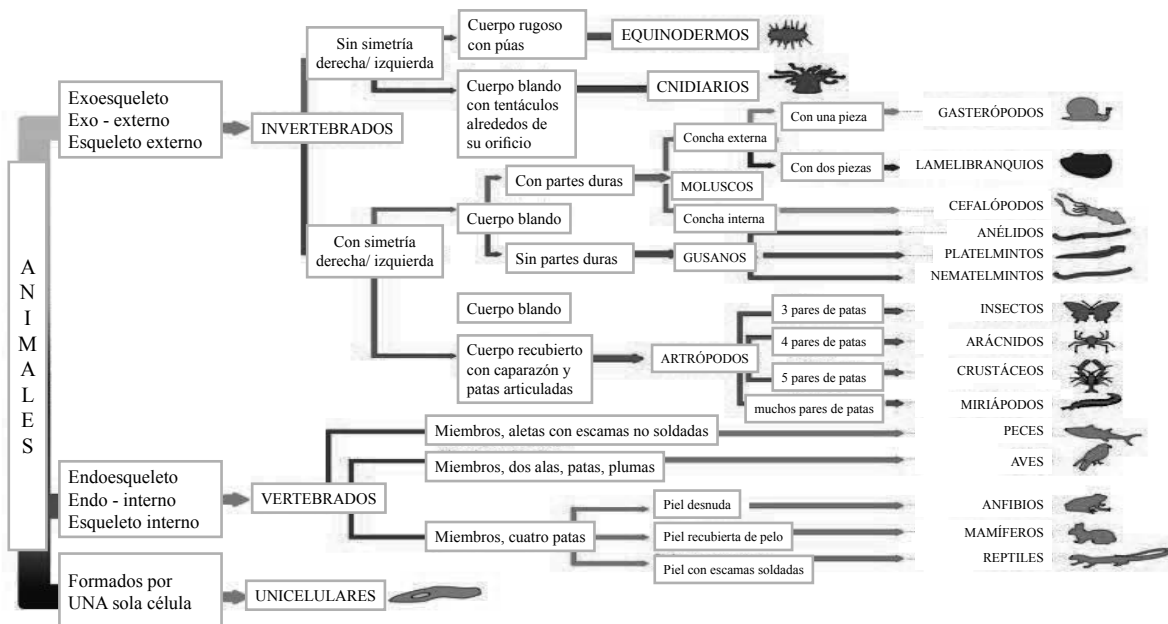 ANIMALES
Exoesqueleto
Exo - externo
Esqueleto externo
INVERTEBRADOS
Sin simetría
derecha/ izquierda
Cuerpo rugoso
con púas
EQUINODERMOS
Cuerpo blando
con tentáculos
alrededos de
su orificio
CNIDIARIOS
Con simetría
derecha/ izquierda
Cuerpo blando
Con partes duras
MOLUSCOS
Concha externa
Con una pieza
GASTERÓPODOS
Con dos piezas
LAMELIBRANQUIOS
Concha interna
CEFALÓPODOS
Sin partes duras
GUSANOS
ANÉLIDOS
PLATELMINTOS
NEMATELMINTOS
Cuerpo blando
Cuerpo recubierto
con caparazón y
patas articuladas
ARTRÓPODOS
3 pares de patas
INSECTOS
4 pares de patas
ARÁCNIDOS
5 pares de patas
CRUSTÁCEOS
muchos pares de patas
MIRIÁPODOS
Endoesqueleto
Endo - interno
Esqueleto interno
VERTEBRADOS
Miembros, aletas con escamas no soldadas
PECES
Miembros, dos alas, patas, plumas
AVES
Miembros, cuatro patas
Piel desnuda
ANFIBIOS
Piel recubierta de pelo
MAMÍFEROS
Piel con escamas soldadas
REPTILES
Formados por
UNA sola célula
UNICELULARES